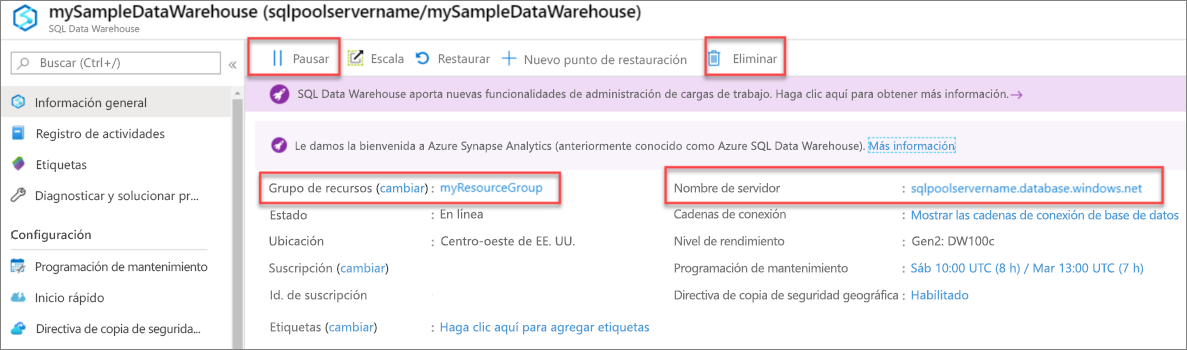 mySampleDataWarehouse (sqlpoolservername/mySampleDataWarehouse)
SQL Data Warehouse
Buscar (Ctrl+/)
«
Información general
Registro de actividades
Etiquetas
Diagnosticar y solucionar pr...
Configuración
Programación de mantenimiento
Inicio rápido
Directiva de copia de segurida...
Pausar
Escala
Restaurar
Nuevo punto de restauración
Eliminar
SQL Data Warehouse aporta nuevas funcionalidades de administración de cargas de trabajo. Haga clic aquí para obtener más información.→
Le damos la bienvenida a Azure Synapse Analytics (anteriormente conocido como Azure SQL Data Warehouse). Más información
Grupo de recursos (cambiar) : myResourceGroup
Estado : En línea
Ubicación : Centro-oeste de EE. UU.
Suscripción (cambiar)
Id. de suscripción
Etiquetas (cambiar) : Haga clic aquí para agregar etiquetas
Nombre de servidor : sqlpoolservername.database.windows.net
Cadenas de conexión : Mostrar las cadenas de conexión de base de datos
Nivel de rendimiento : Gen2: DW100c
Programación de mantenimiento : Sáb 10:00 UTC (8 h) / Mar 13:00 UTC (7 h)
Directiva de copia de seguridad geográfica : Habilitado